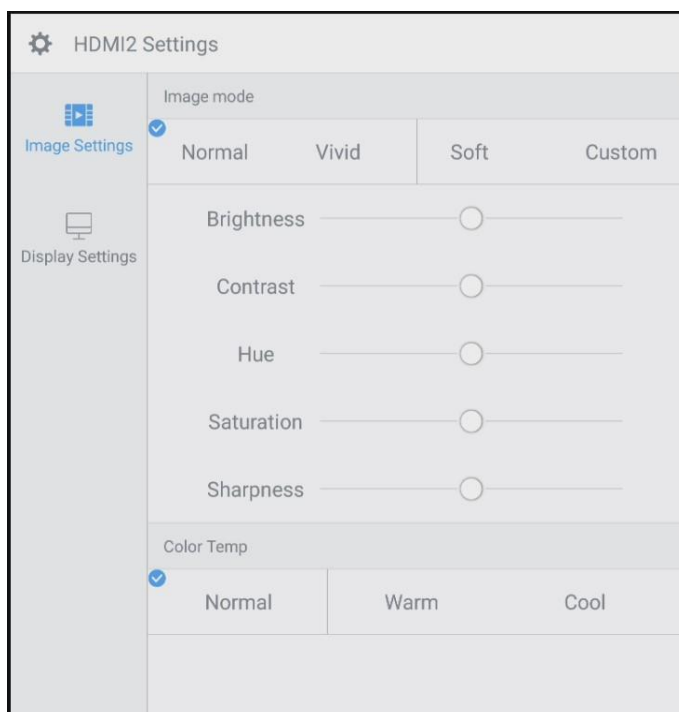 HDMI2 Settings
Image Settings
Display Settings
Image mode
Normal Vivid Soft Custom
Brightness
Contrast
Hue
Saturation
Sharpness
Color Temp
Normal Warm Cool